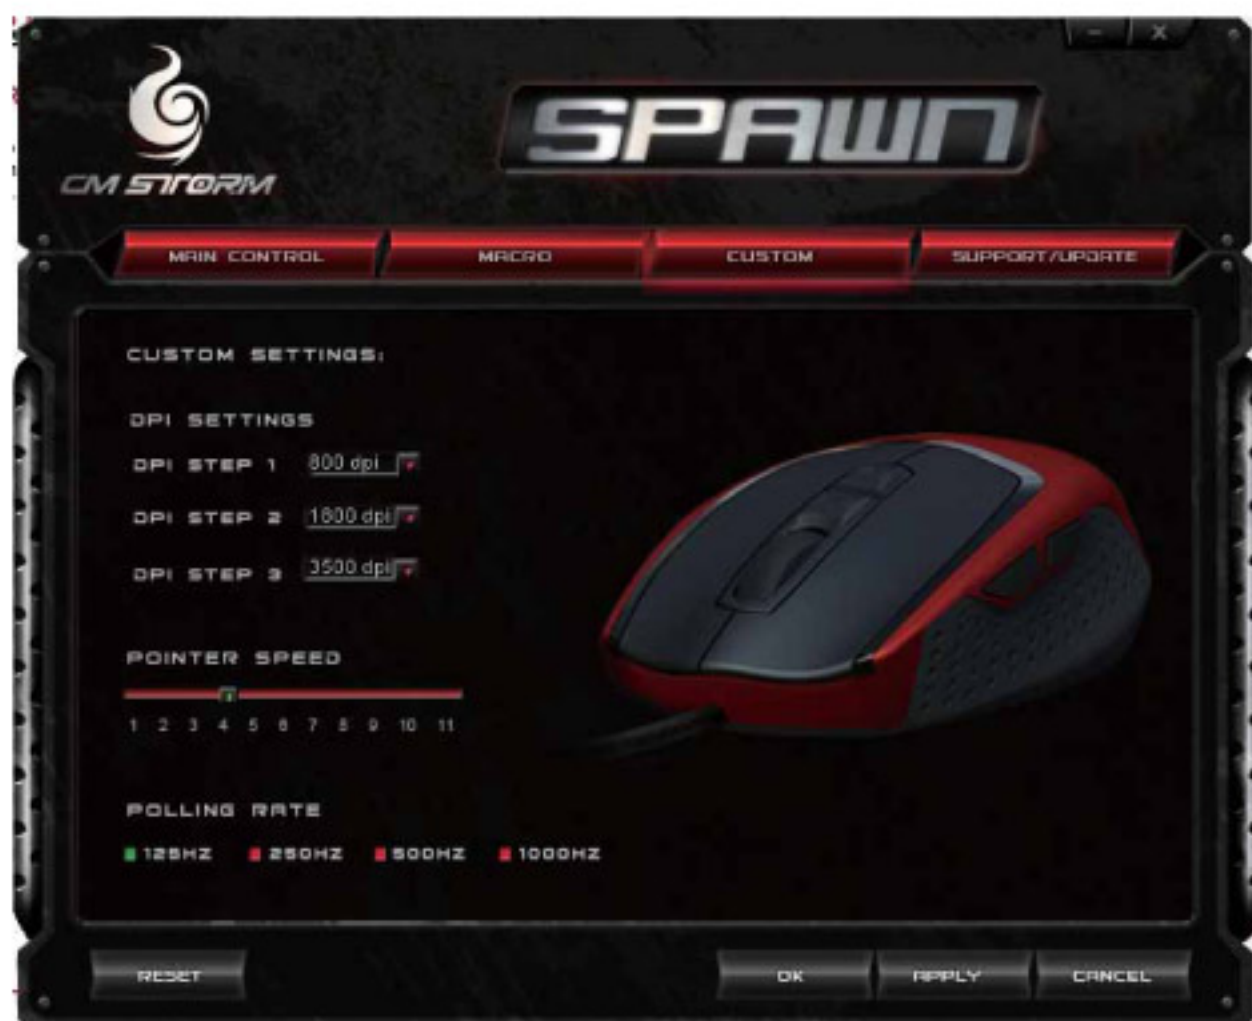 SPAWN
CM STORM
MAIN CONTROL MACRO CUSTOM SUPPORT/UPDATE
CUSTOM SETTINGS:
DPI SETTINGS
DPI STEP 1 800 dpi
DPI STEP 2 1800 dpi
DPI STEP 3 3500 dpi
POINTER SPEED
1 2 3 4 5 6 7 8 9 10 11
POLLING RATE
125HZ 250HZ 500HZ 1000HZ
RESET OK APPLY CANCEL